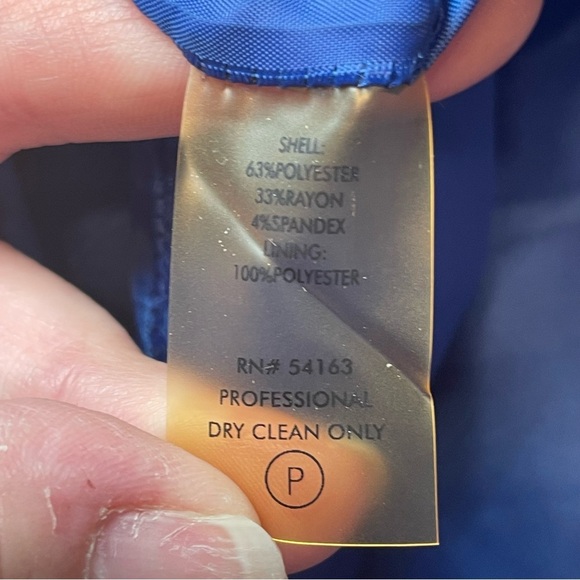 SHELL:
63%POLYESTER
33%RAYON
4%SPANDEX
LINING:
100%POLYESTER
RN# 54163
PROFESSIONAL
DRY CLEAN ONLY
P